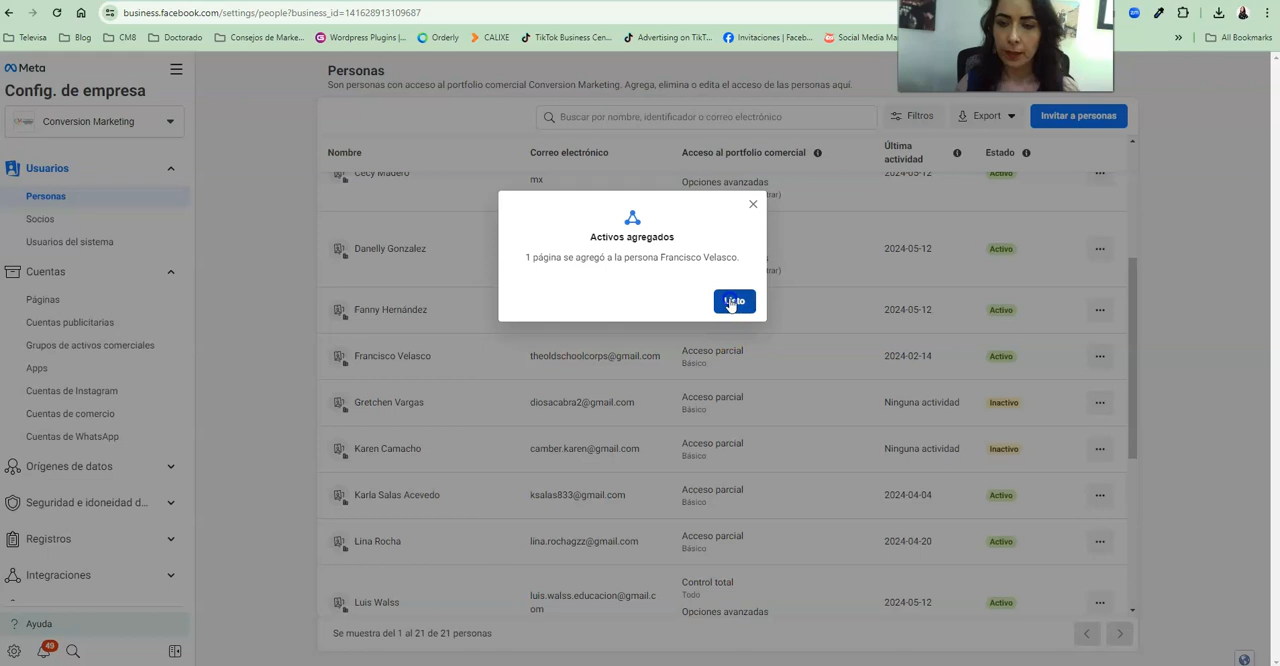 business.facebook.com/settings/people?business_id=141628913109687
Televisa
Blog
CM8
Doctorado
Consejos de Marke...
Wordpress Plugins |...
Orderly
CALIXE
TikTok Business Cen...
Advertising on TikT...
Invitaciones | Faceb...
Social Media Ma
»
All Bookmarks
Meta
Config. de empresa
Conversion Marketing
Usuarios
Personas
Socios
Usuarios del sistema
Cuentas
Páginas
Cuentas publicitarias
Grupos de activos comerciales
Apps
Cuentas de Instagram
Cuentas de comercio
Cuentas de WhatsApp
Orígenes de datos
Seguridad e idoneidad d...
Registros
Integraciones
? Ayuda
49
Personas
Son personas con acceso al portfolio comercial Conversion Marketing. Agrega, elimina o edita el acceso de las personas aquí.
Buscar por nombre, identificador o correo electrónico
Filtros
Export
Invitar a personas
Nombre Correo electrónico Acceso al portfolio comercial Última actividad Estado
Cecy Madero mx Opciones avanzadas Activo
Danelly Gonzalez 2024-05-12 Activo
Fanny Hernández 2024-05-12 Activo
Francisco Velasco theoldschoolcorps@gmail.com Acceso parcial 2024-02-14 Activo
Básico
Gretchen Vargas diosacabra2@gmail.com Acceso parcial Ninguna actividad Inactivo
Básico
Karen Camacho camber.karen@gmail.com Acceso parcial Ninguna actividad Inactivo
Básico
Karla Salas Acevedo ksalas833@gmail.com Acceso parcial 2024-04-04 Activo
Básico
Lina Rocha lina.rochagzz@gmail.com Acceso parcial 2024-04-20 Activo
Básico
Control total
Todo
Luis Walss luis.walss.educacion@gmail.c 2024-05-12 Activo
om
Opciones avanzadas
Se muestra del 1 al 21 de 21 personas
Activos agregados
1 página se agregó a la persona Francisco Velasco.